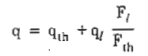 q = q_th + q_l F_l / F_th